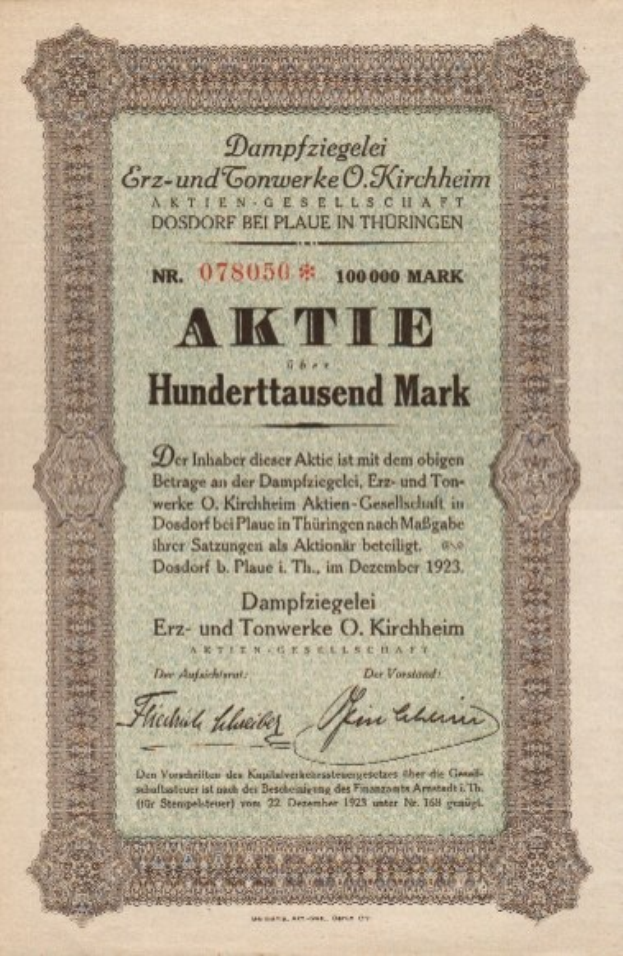 Dampfziegelei
Erz- und Tonwerke O. Kirchheim
AKTIEN-GESELLSCHAFT
DOSDORF BEI PLAUE IN THÜRINGEN
NR. 078050 * 100 000 MARK
AKTIE
über
Hunderttausend Mark
Der Inhaber dieser Aktie ist mit dem obigen
Betrage an der Dampfziegelei, Erz- und Ton-
werke O. Kirchheim Aktien-Gesellschaft in
Dosdorf bei Plaue in Thüringen nach Maßgabe
ihrer Satzungen als Aktionär beteiligt.
Dosdorf b. Plaue i. Th., im Dezember 1923.
Dampfziegelei
Erz- und Tonwerke O. Kirchheim
AKTIEN-GESELLSCHAFT
Der Aufsichtsrat: Der Vorstand:
Friedrich Schreiber
Den Vorschriften des Kapitalverkehrssteuergesetzes über die Gesell-
schaftssteuer ist nach der Bescheinigung des Finanzamts Arnstadt i. Th.
(für Stempelsteuer) vom 22. Dezember 1923 unter Nr. 168 genügt.